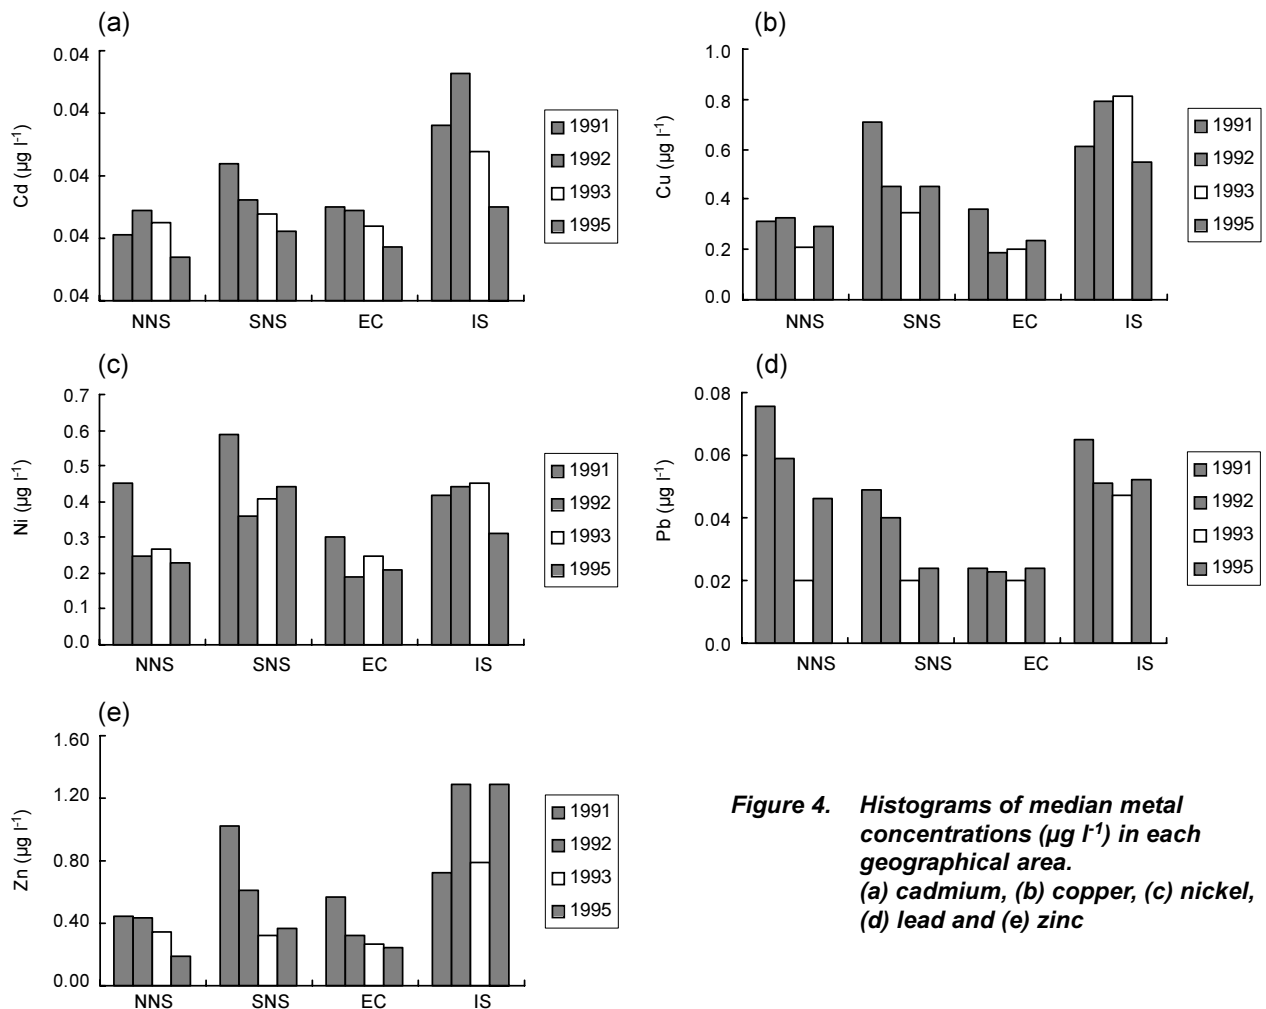 (a)
0.04
0.04
0.04
0.04
0.04
Cd (µg l-1)
NNS SNS EC IS
1991
1992
1993
1995
(b)
1.0
0.8
0.6
0.4
0.2
0.0
Cu (µg l-1)
NNS SNS EC IS
1991
1992
1993
1995
(c)
0.7
0.6
0.5
0.4
0.3
0.2
0.1
0.0
Ni (µg l-1)
NNS SNS EC IS
1991
1992
1993
1995
(d)
0.08
0.06
0.04
0.02
0.0
Pb (µg l-1)
NNS SNS EC IS
1991
1992
1993
1995
(e)
1.60
1.20
0.80
0.40
0.00
Zn (µg l-1)
NNS SNS EC IS
1991
1992
1993
1995
Figure 4. Histograms of median metal
concentrations (µg l-1) in each
geographical area.
(a) cadmium, (b) copper, (c) nickel,
(d) lead and (e) zinc